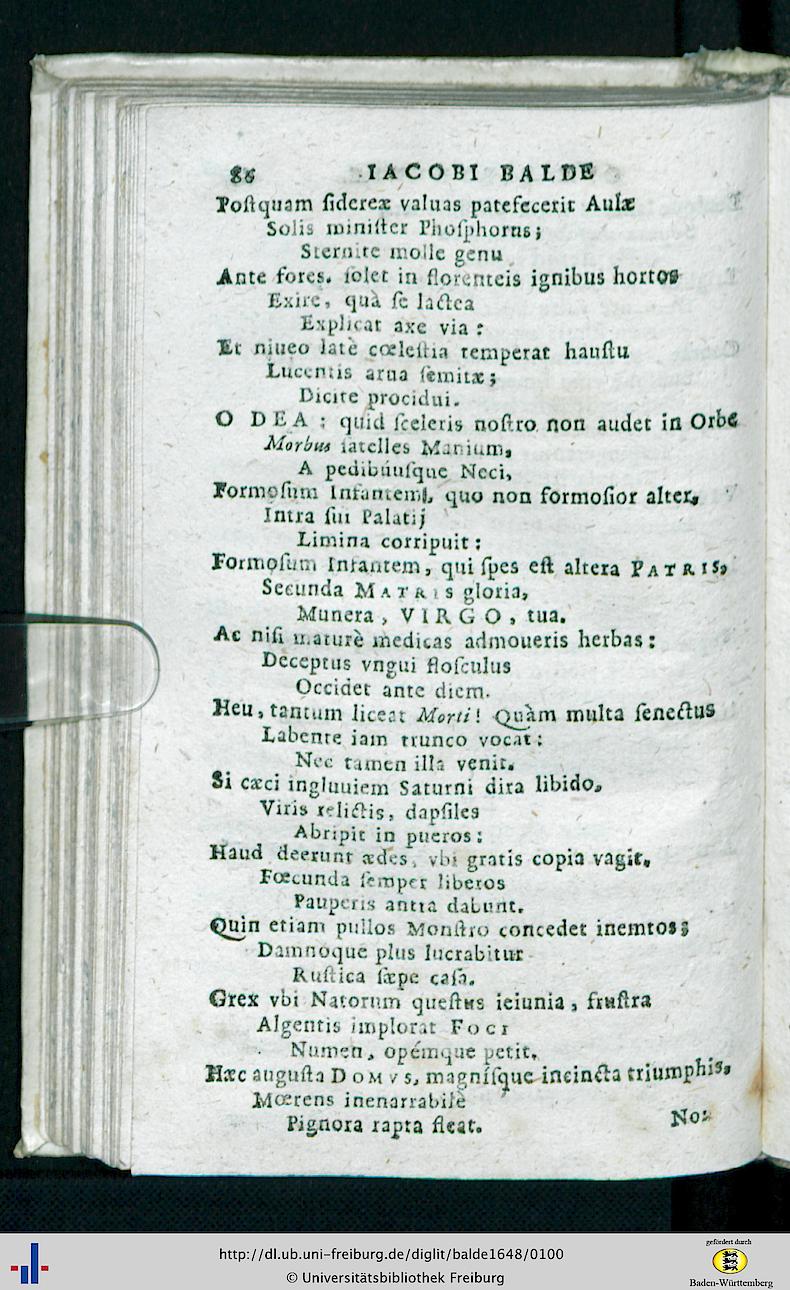 86 IACOBI BALDE
Poſtquam ſidereæ valuas patefecerit Aulæ
Solis miniſter Phoſphorus;
Sternite molle genu
Ante fores. ſolet in florenteis ignibus hortos
Exire, quà ſe lactea
Explicat axe via:
Et niueo latè cœleſtia temperat hauſtu
Lucentis arua ſemitæ;
Dicite procidui.
O DEA: quid ſceleris noſtro non audet in Orbe
Morbus ſatelles Manium,
A pedibúuſque Neci,
Formoſum Infantem, quo non formoſior alter,
Intra ſui Palatij
Limina corripuit:
Formoſum Infantem, qui ſpes eſt altera PATRIS,
Secunda MATRIS gloria,
Munera, VIRGO, tua.
Ac niſi maturè medicas admoueris herbas:
Deceptus vngui floſculus
Occidet ante diem.
Heu, tantum liceat Morti! Quàm multa ſenectus
Labente iam trunco vocat:
Nec tamen illa venit.
Si cæci ingluuiem Saturni dira libido,
Viris relictis, dapſiles
Abripit in pueros:
Haud deerunt ædes, vbi gratis copia vagit,
Fœcunda ſemper liberos
Pauperis antra dabunt.
Quin etiam pullos Monſtro concedet inemtos;
Damnoque plus lucrabitur
Ruſtica ſæpe caſa.
Grex vbi Natorum queſtus ieiunia, fruſtra
Algentis implorat FOCI
Numen, opémque petit.
Hæc auguſta DOMVS, magníſque incincta triumphis,
Mœrens inenarrabilè
Pignora rapta fleat.
No:
http://dl.ub.uni-freiburg.de/diglit/balde1648/0100
© Universitätsbibliothek Freiburg
gefördert durch
Baden-Württemberg